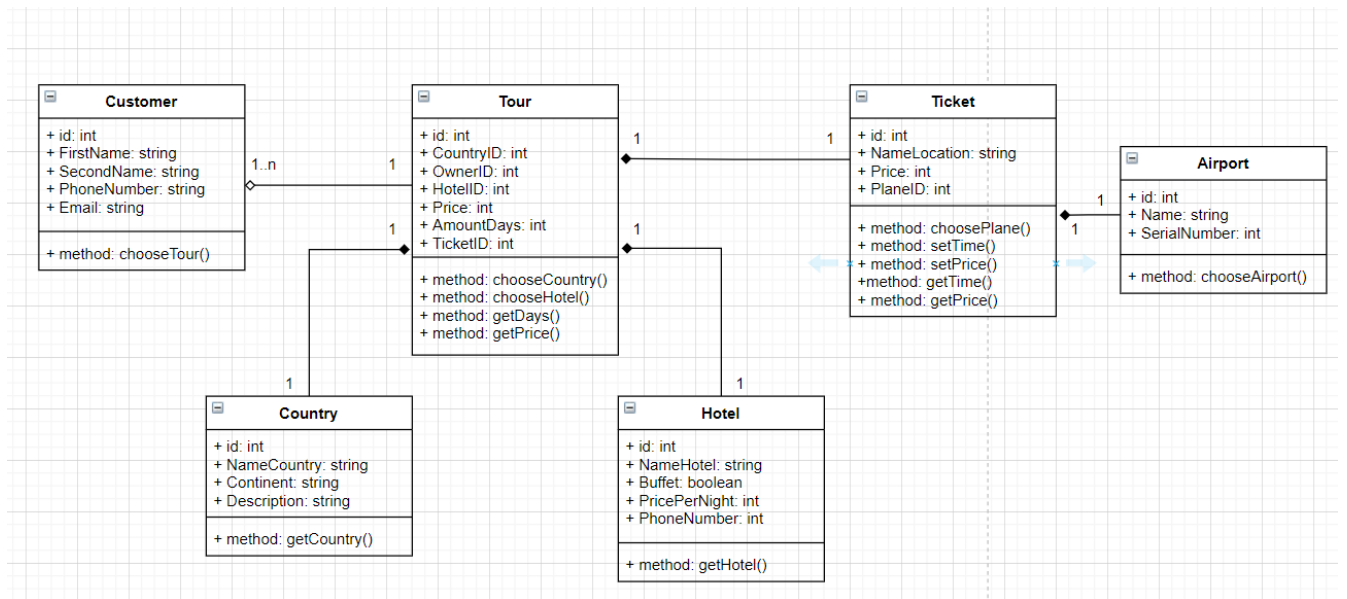 Customer
+ id: int
+ FirstName: string
+ SecondName: string
+ PhoneNumber: string
+ Email: string
+ method: chooseTour()
1..n
1
Tour
+ id: int
+ CountryID: int
+ OwnerID: int
+ HotelID: int
+ Price: int
+ AmountDays: int
+ TicketID: int
+ method: chooseCountry()
+ method: chooseHotel()
+ method: getDays()
+ method: getPrice()
1
1
Ticket
+ id: int
+ NameLocation: string
+ Price: int
+ PlaneID: int
+ method: choosePlane()
+ method: setTime()
+ method: setPrice()
+method: getTime()
+ method: getPrice()
1
1
Airport
+ id: int
+ Name: string
+ SerialNumber: int
+ method: chooseAirport()
1
1
Country
+ id: int
+ NameCountry: string
+ Continent: string
+ Description: string
+ method: getCountry()
1
1
Hotel
+ id: int
+ NameHotel: string
+ Buffet: boolean
+ PricePerNight: int
+ PhoneNumber: int
+ method: getHotel()